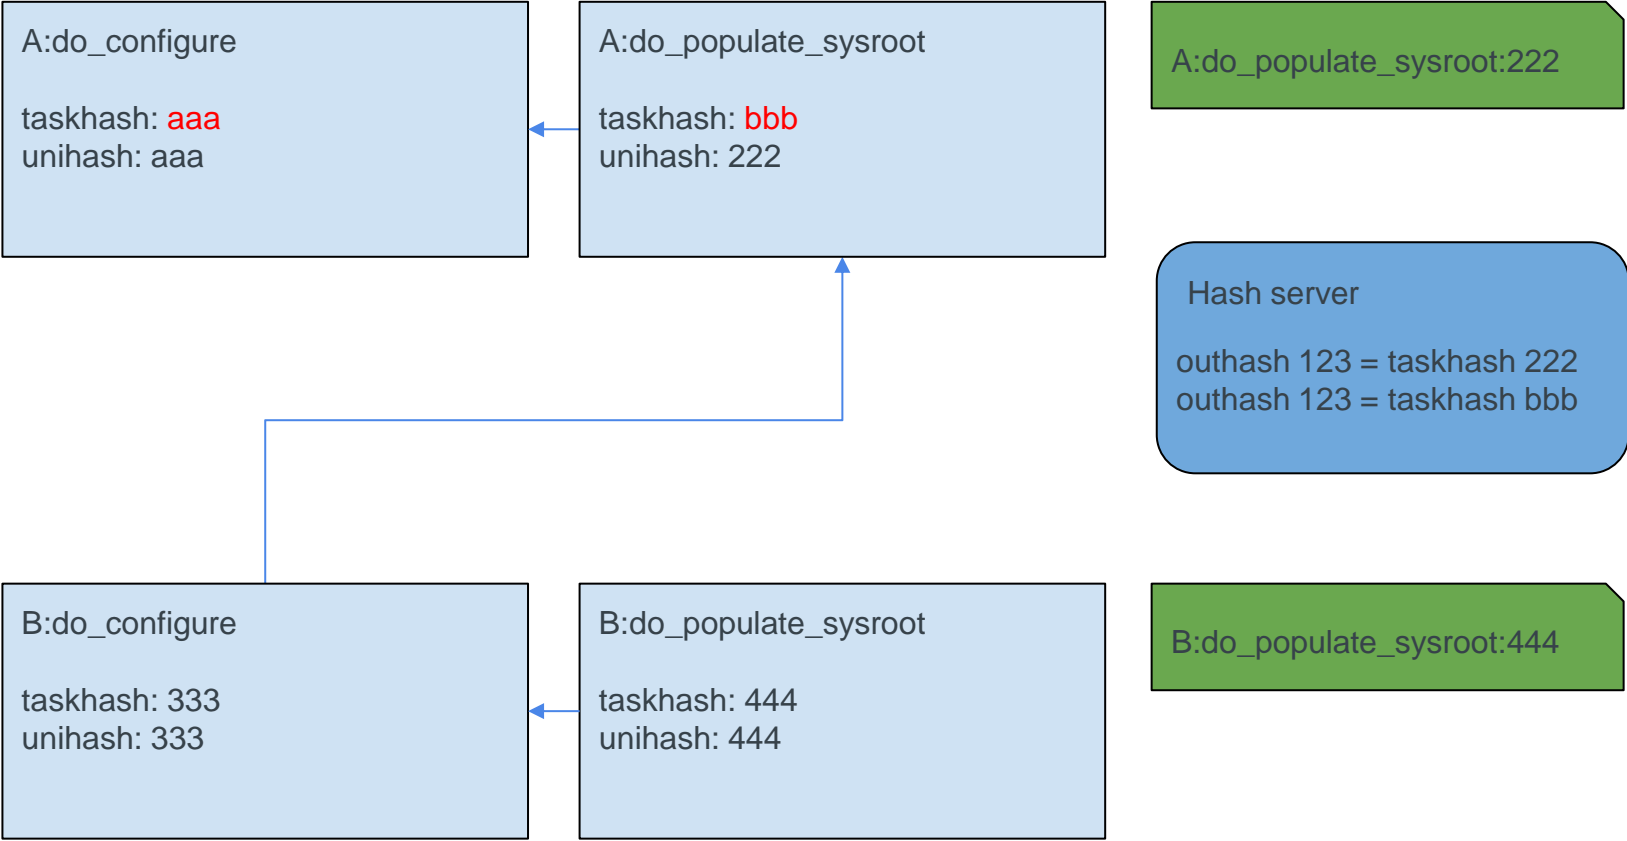 A:do_configure
taskhash: aaa
unihash: aaa
A:do_populate_sysroot
taskhash: bbb
unihash: 222
A:do_populate_sysroot:222
Hash server
outhash 123 = taskhash 222
outhash 123 = taskhash bbb
B:do_configure
taskhash: 333
unihash: 333
B:do_populate_sysroot
taskhash: 444
unihash: 444
B:do_populate_sysroot:444